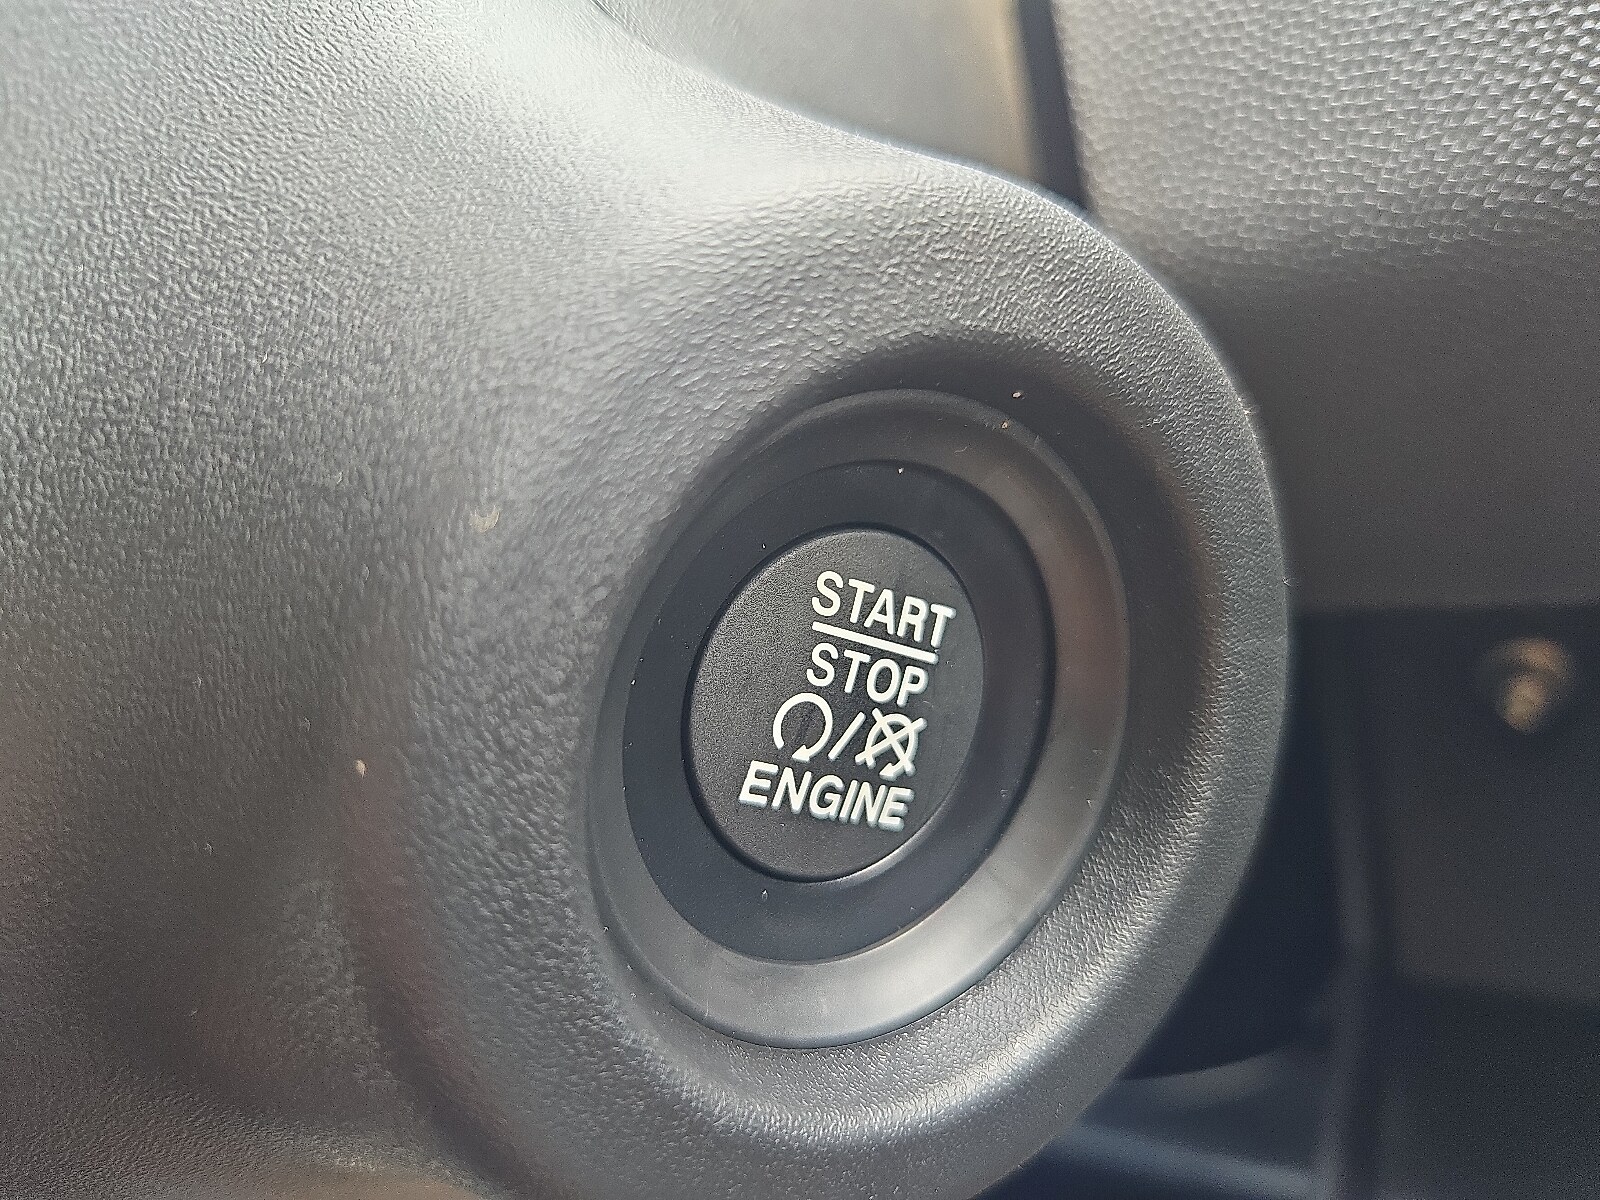 START
STOP
/
ENGINE